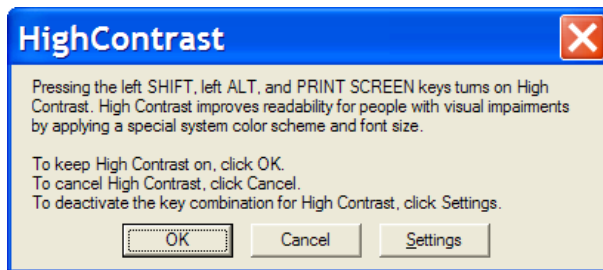 HighContrast
Pressing the left SHIFT, left ALT, and PRINT SCREEN keys turns on High
Contrast. High Contrast improves readability for people with visual impairments
by applying a special system color scheme and font size.
To keep High Contrast on, click OK.
To cancel High Contrast, click Cancel.
To deactivate the key combination for High Contrast, click Settings.
OK Cancel Settings